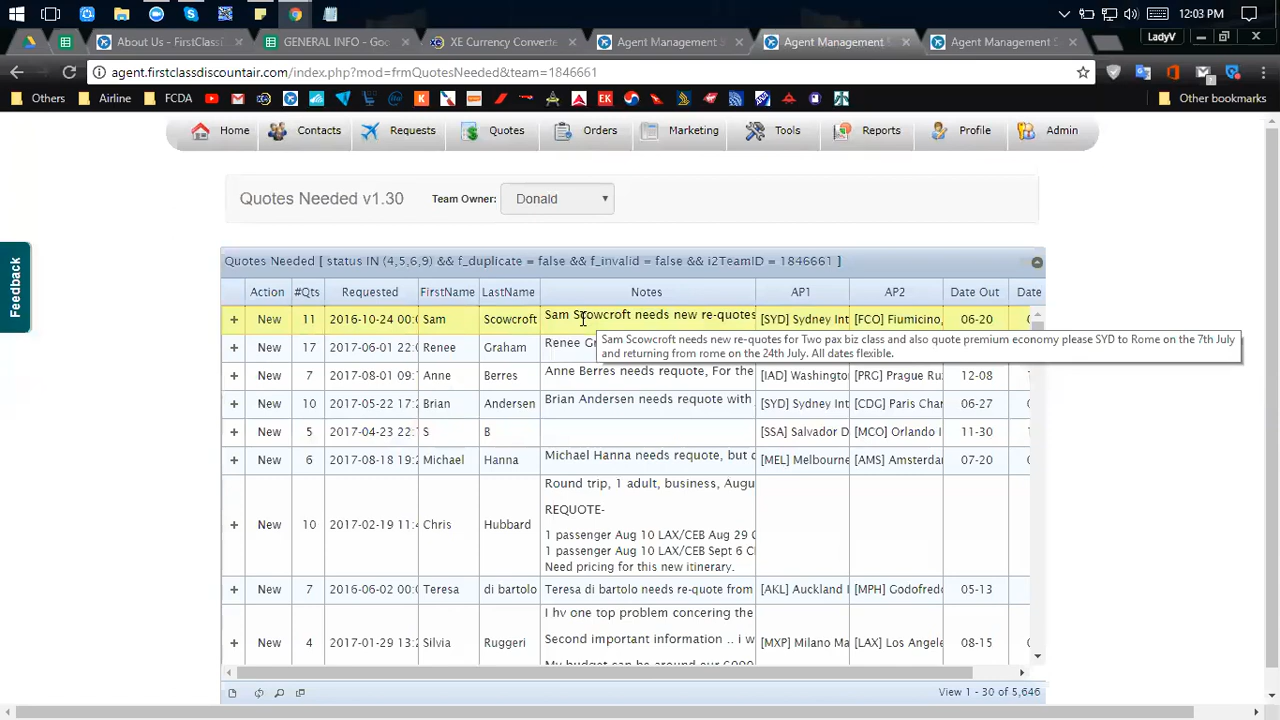 12:03 PM
About Us - FirstClassi
GENERAL INFO - Goo
XE Currency Converte
Agent Management S
Agent Management
Agent Management S
LadyV
agent.firstclassdiscountair.com/index.php?mod=frmQuotesNeeded&team=1846661
Others
Airline
FCDA
Other bookmarks
Home
Contacts
Requests
Quotes
Orders
Marketing
Tools
Reports
Profile
Admin
Quotes Needed v1.30
Team Owner:
Donald
Feedback
Quotes Needed [ status IN (4,5,6,9) && f_duplicate = false && f_invalid = false && i2TeamID = 1846661 ]
Action #Qts Requested FirstName LastName Notes AP1 AP2 Date Out Date
+ New 11 2016-10-24 00:0 Sam Scowcroft Sam Scowcroft needs new re-quotes [SYD] Sydney Int [FCO] Fiumicino, 06-20
Sam Scowcroft needs new re-quotes for Two pax biz class and also quote premium economy please SYD to Rome on the 7th July
and returning from rome on the 24th July. All dates flexible.
+ New 17 2017-06-01 22: Renee Graham Renee Gr
+ New 7 2017-08-01 09: Anne Berres Anne Berres needs requote, For the [IAD] Washington [PRG] Prague Ru 12-08
+ New 10 2017-05-22 17:2 Brian Andersen Brian Andersen needs requote with [SYD] Sydney Int [CDG] Paris Char 06-27
+ New 5 2017-04-23 22: S B [SSA] Salvador D [MCO] Orlando I 11-30
+ New 6 2017-08-18 19:2 Michael Hanna Michael Hanna needs requote, but [MEL] Melbourne [AMS] Amsterda 07-20
+ New 10 2017-02-19 11:4 Chris Hubbard Round trip, 1 adult, business, Augu
REQUOTE-
1 passenger Aug 10 LAX/CEB Aug 29
1 passenger Aug 10 LAX/CEB Sept 6
Need pricing for this new itinerary.
+ New 7 2016-06-02 00:0 Teresa di bartolo Teresa di bartolo needs re-quote from [AKL] Auckland I [MPH] Godofred 05-13
+ New 4 2017-01-29 13:2 Silvia Ruggeri I hv one top problem concering the [MXP] Milano Ma [LAX] Los Angele 08-15
Second important information .. i w
View 1 - 30 of 5,646